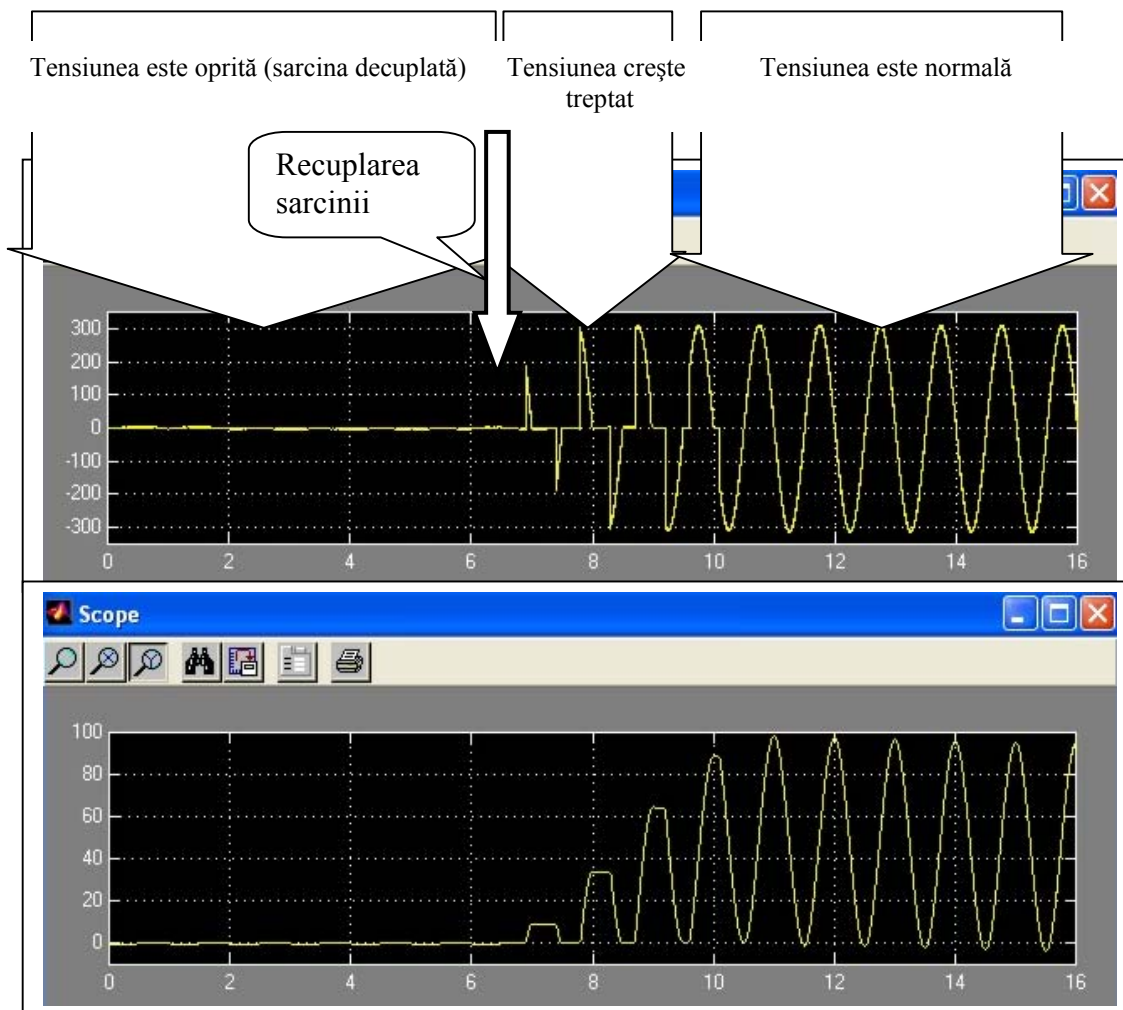 Tensiunea este oprită (sarcina decuplată)
Tensiunea creşte
treptat
Tensiunea este normală
Recuplarea
sarcinii
300
200
100
0
-100
-200
-300
0 2 4 6 8 10 12 14 16
Scope
100
80
60
40
20
0
0 2 4 6 8 10 12 14 16